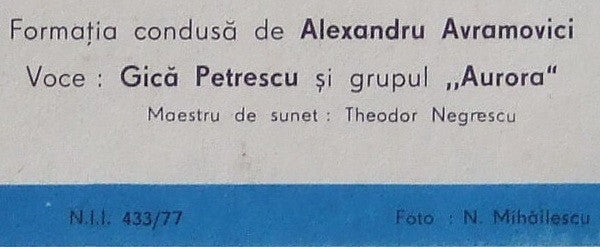 Formația condusă de Alexandru Avramovici
Voce : Gică Petrescu și grupul „Aurora“
Maestru de sunet : Theodor Negrescu
N.I.I. 433/77 Foto : N. Mihăilescu